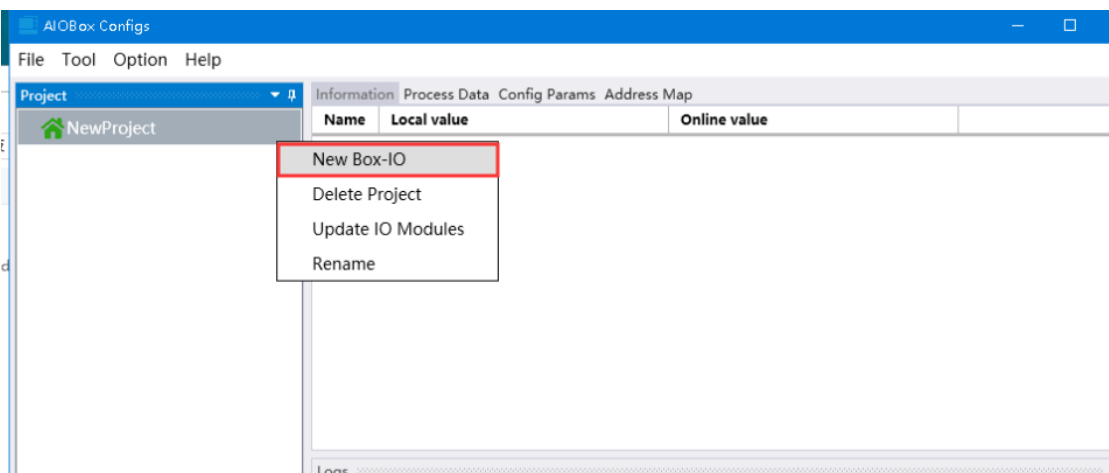 AIOBox Configs
File Tool Option Help
Project
Information Process Data Config Params Address Map
NewProject
Name Local value Online value
New Box-IO
Delete Project
Update IO Modules
Rename
Logs